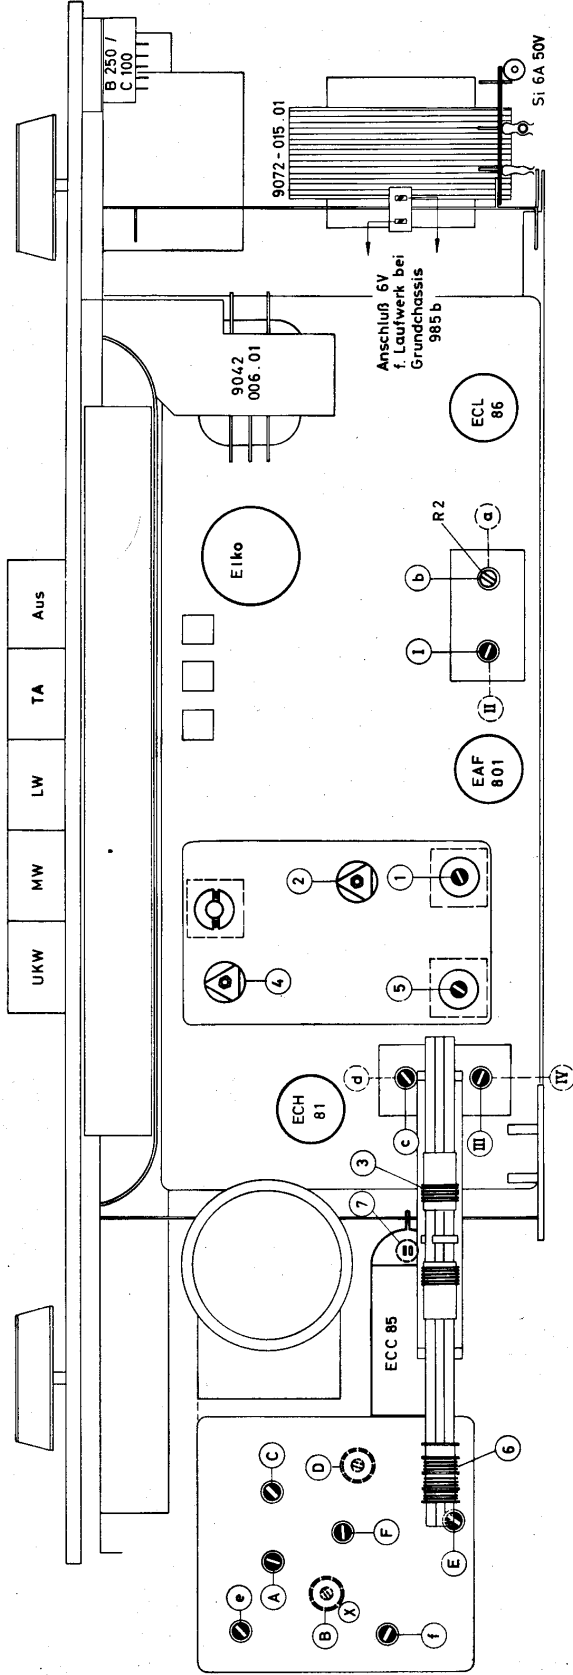 UKW
MW
LW
TA
Aus
B 250 /
C 100
9072-015.01
Si 6A 50V
Anschluß 6V
f. Laufwerk bei
Grundchassis
985 b
9042
006.01
Elko
ECL
86
R2
a
b
I
II
EAF
801
2
1
4
5
ECH
81
d
c
III
IV
3
7
ECC 85
6
C
D
A
F
E
e
B
X
f